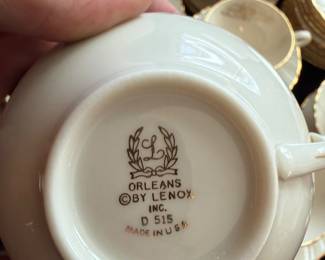 L
ORLEANS
©BY LENOX
INC.
D 515
MADE IN U.S.A.